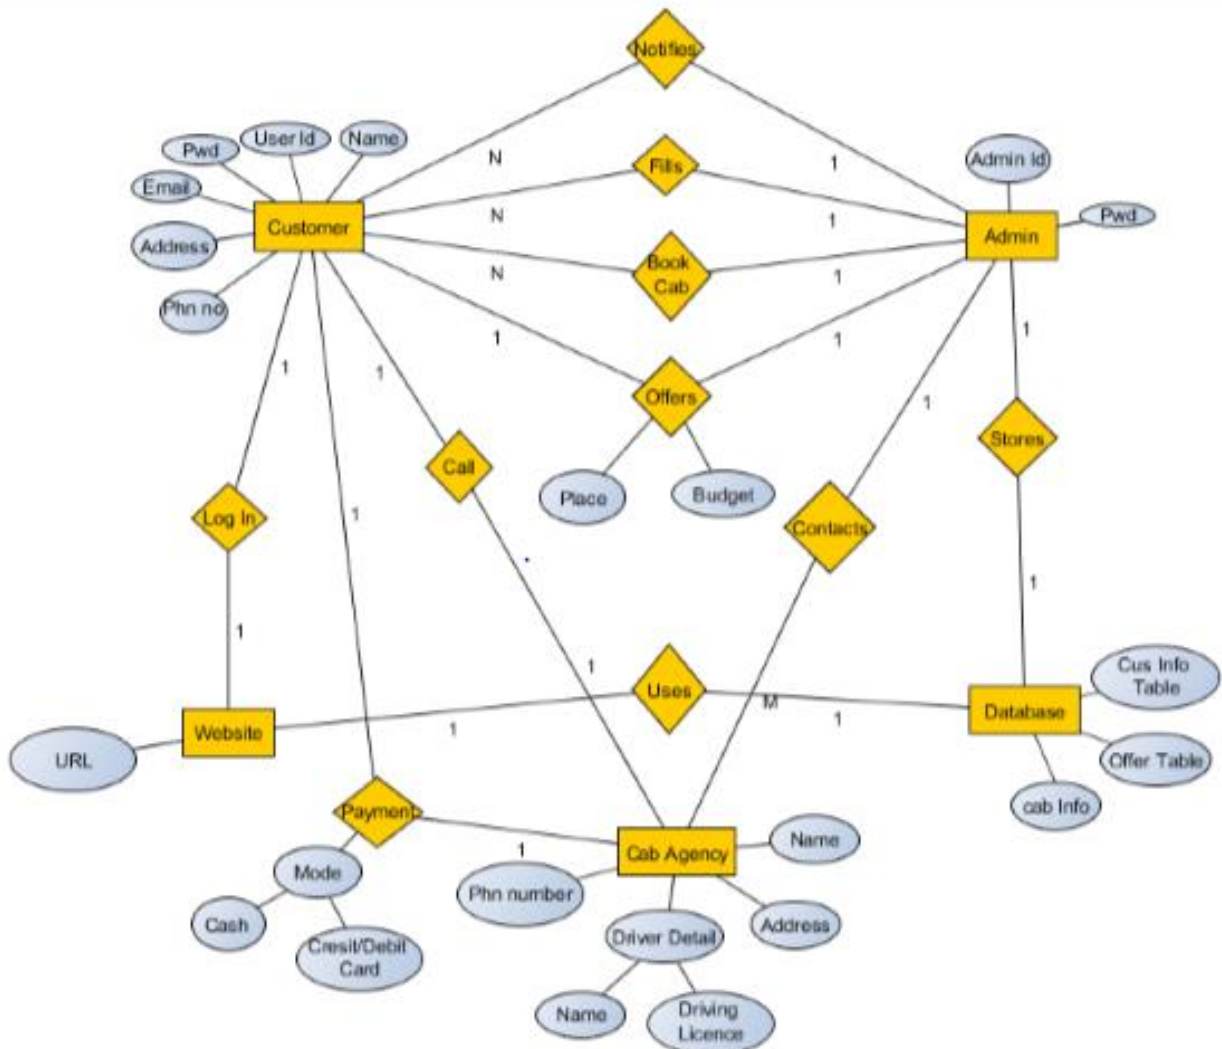 Notifies
User Id
Name
Pwd
N
1
Admin Id
Fills
Email
Pwd
N
1
Customer
Admin
Address
Book
Cab
N
1
Phn no
1
1
1
1
1
Offers
1
Stores
Call
Place
Budget
Log In
1
Contacts
1
1
1
Cus Info
Table
Uses
M
Database
1
1
Website
URL
Offer Table
cab Info
Payment
Name
1
Cab Agency
Mode
Phn number
Cash
Address
Driver Detail
Cresit/Debil
Card
Name
Driving
Licence